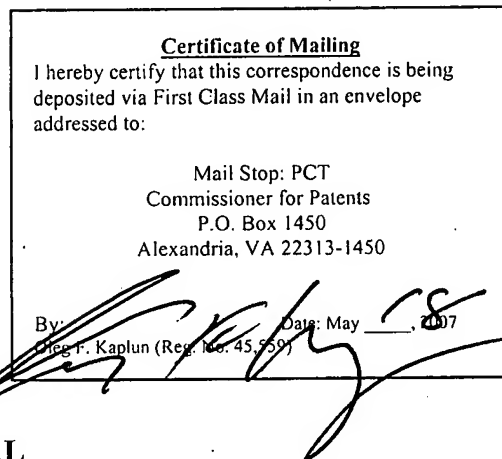 Certificate of Mailing
I hereby certify that this correspondence is being
deposited via First Class Mail in an envelope
addressed to:
Mail Stop: PCT
Commissioner for Patents
P.O. Box 1450
Alexandria, VA 22313-1450
By: Date: May 18, 2007
Oleg F. Kaplun (Reg. No. 45,559)